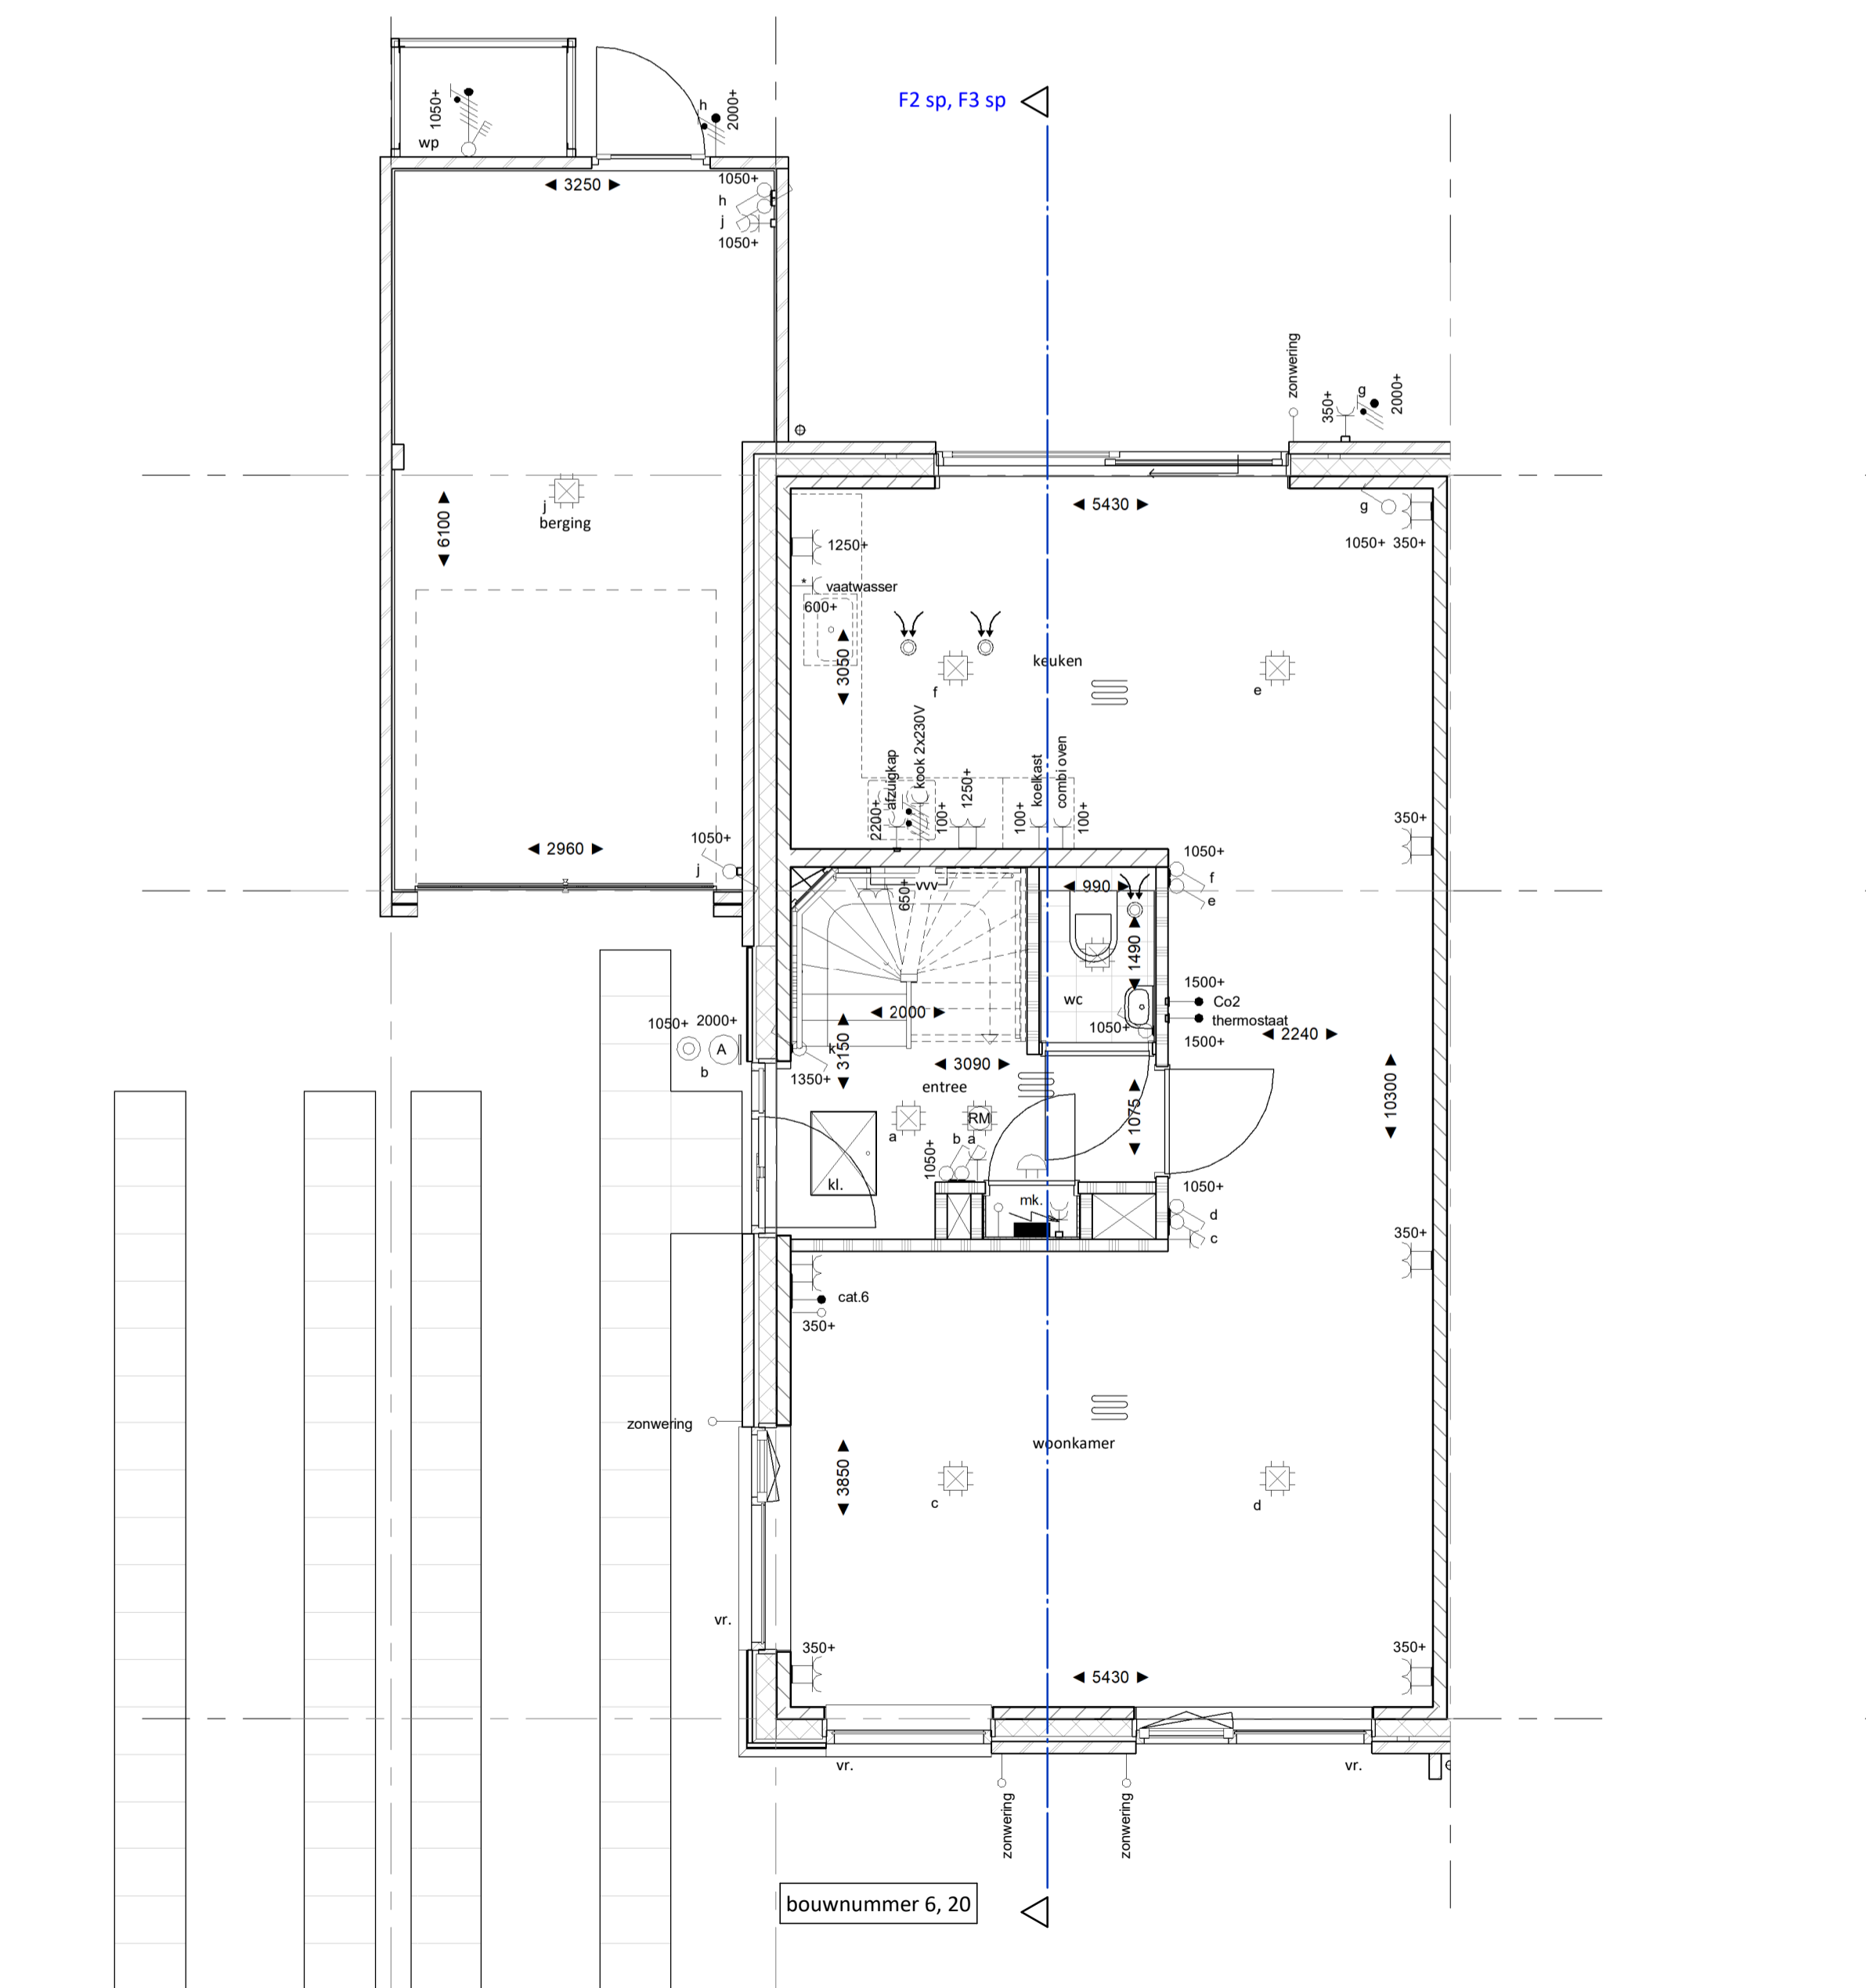 F2 sp, F3 sp
1050+
wp
h
2000+
3250
1050+
h
j
1050+
zonwering
350+
g
2000+
6100
j
berging
5430
g
1050+ 350+
1250+
* vaatwasser
600+
3050
keuken
f
e
afzuigkap
kook 2x230V
2200+
100+
1250+
100+
koelkast
combi oven
100+
350+
2960
1050+
j
1050+
f
e
650+
vvv
990
1490
wc
1050+
1500+
Co2
thermostaat
1500+
2240
2000
1050+ 2000+
A
b
k
1350+
3150
3090
entree
1075
10300
RM
a
b a
1050+
kl.
mk.
1050+
d
c
350+
cat.6
350+
zonwering
woonkamer
3850
c
d
vr.
350+
5430
350+
vr.
vr.
zonwering
zonwering
bouwnummer 6, 20